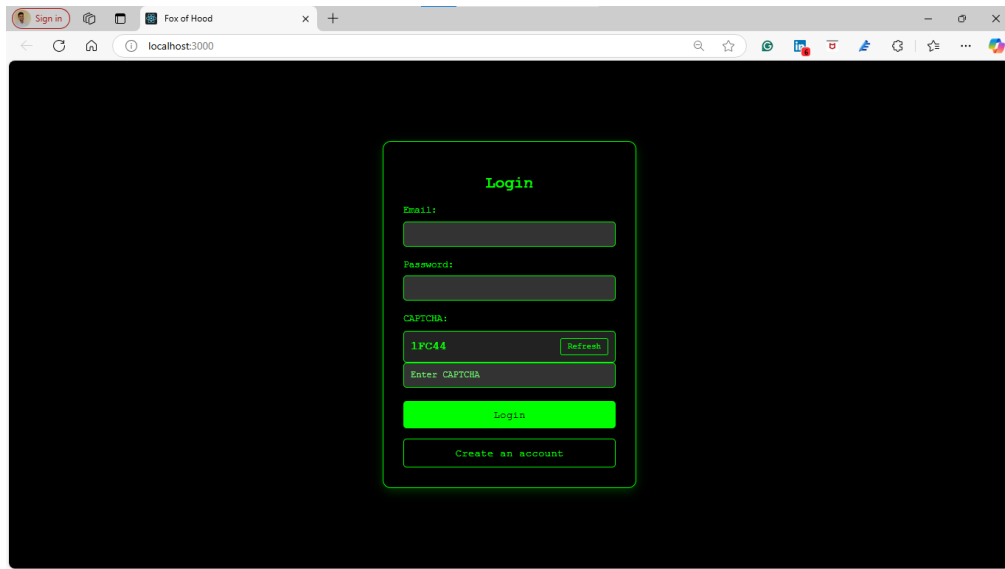 Sign in
Fox of Hood
localhost:3000
6
Login
Email:
Password:
CAPTCHA:
1FC44
Refresh
Enter CAPTCHA
Login
Create an account